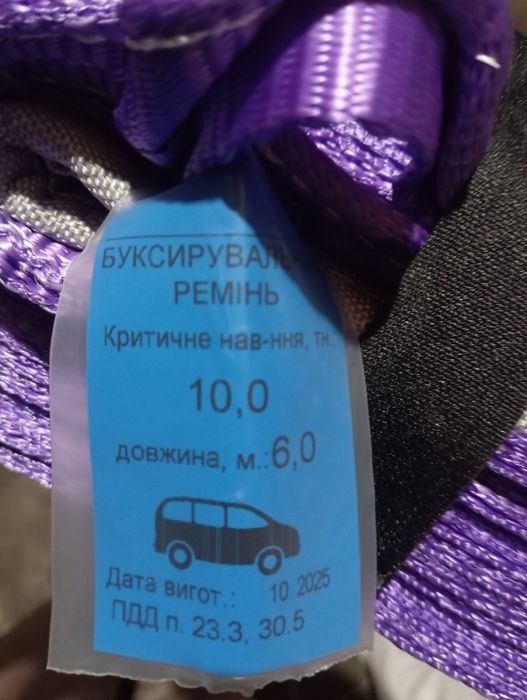 БУКСИРУВАЛЬ
РЕМІНЬ
Критичне нав-ння, тн.:
10,0
довжина, м.:6,0
Дата вигот.: 10 2025
ПДД п. 23.3, 30.5